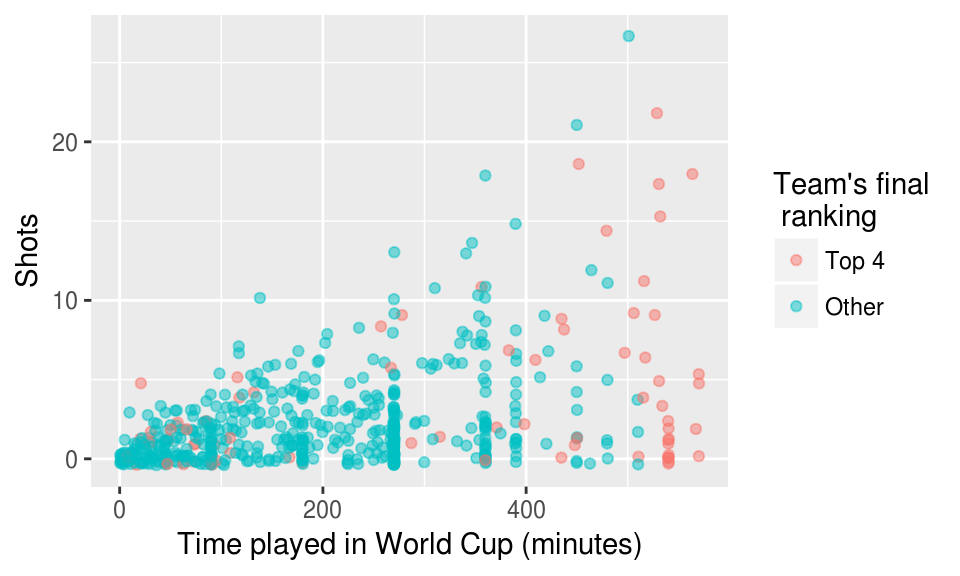 20
10
0
0
200
400
Shots
Time played in World Cup (minutes)
Team's final
ranking
Top 4
Other